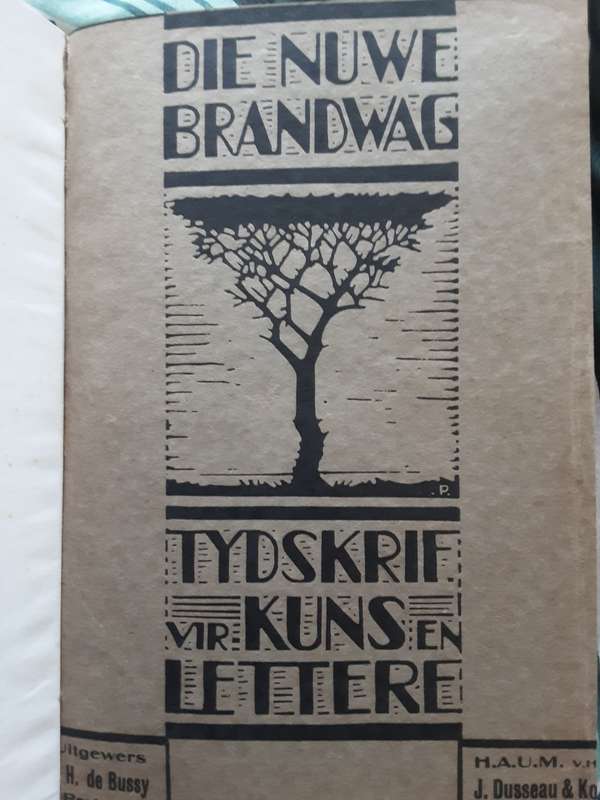 DIE NUWE
BRANDWAG
P.
TYDSKRIF
VIR KUNS EN
LETTERE
Uitgewers
H. de Bussy
H.A.U.M. v.H
J. Dusseau & Ko